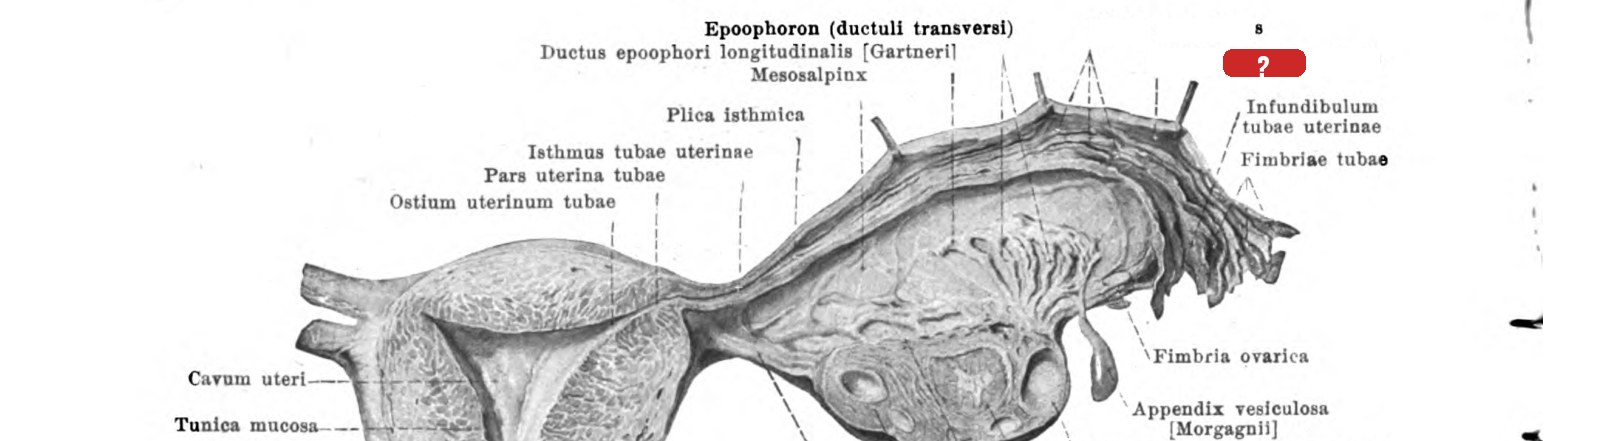 Epoophoron (ductuli transversi)
s
Ductus epoophori longitudinalis [Gartneri]
?
Mesosalpinx
Plica isthmica
Infundibulum
tubae uterinae
Isthmus tubae uterinae
Fimbriae tubae
Pars uterina tubae
Ostium uterinum tubae
Fimbria ovarica
Cavum uteri
Appendix vesiculosa
[Morgagnii]
Tunica mucosa